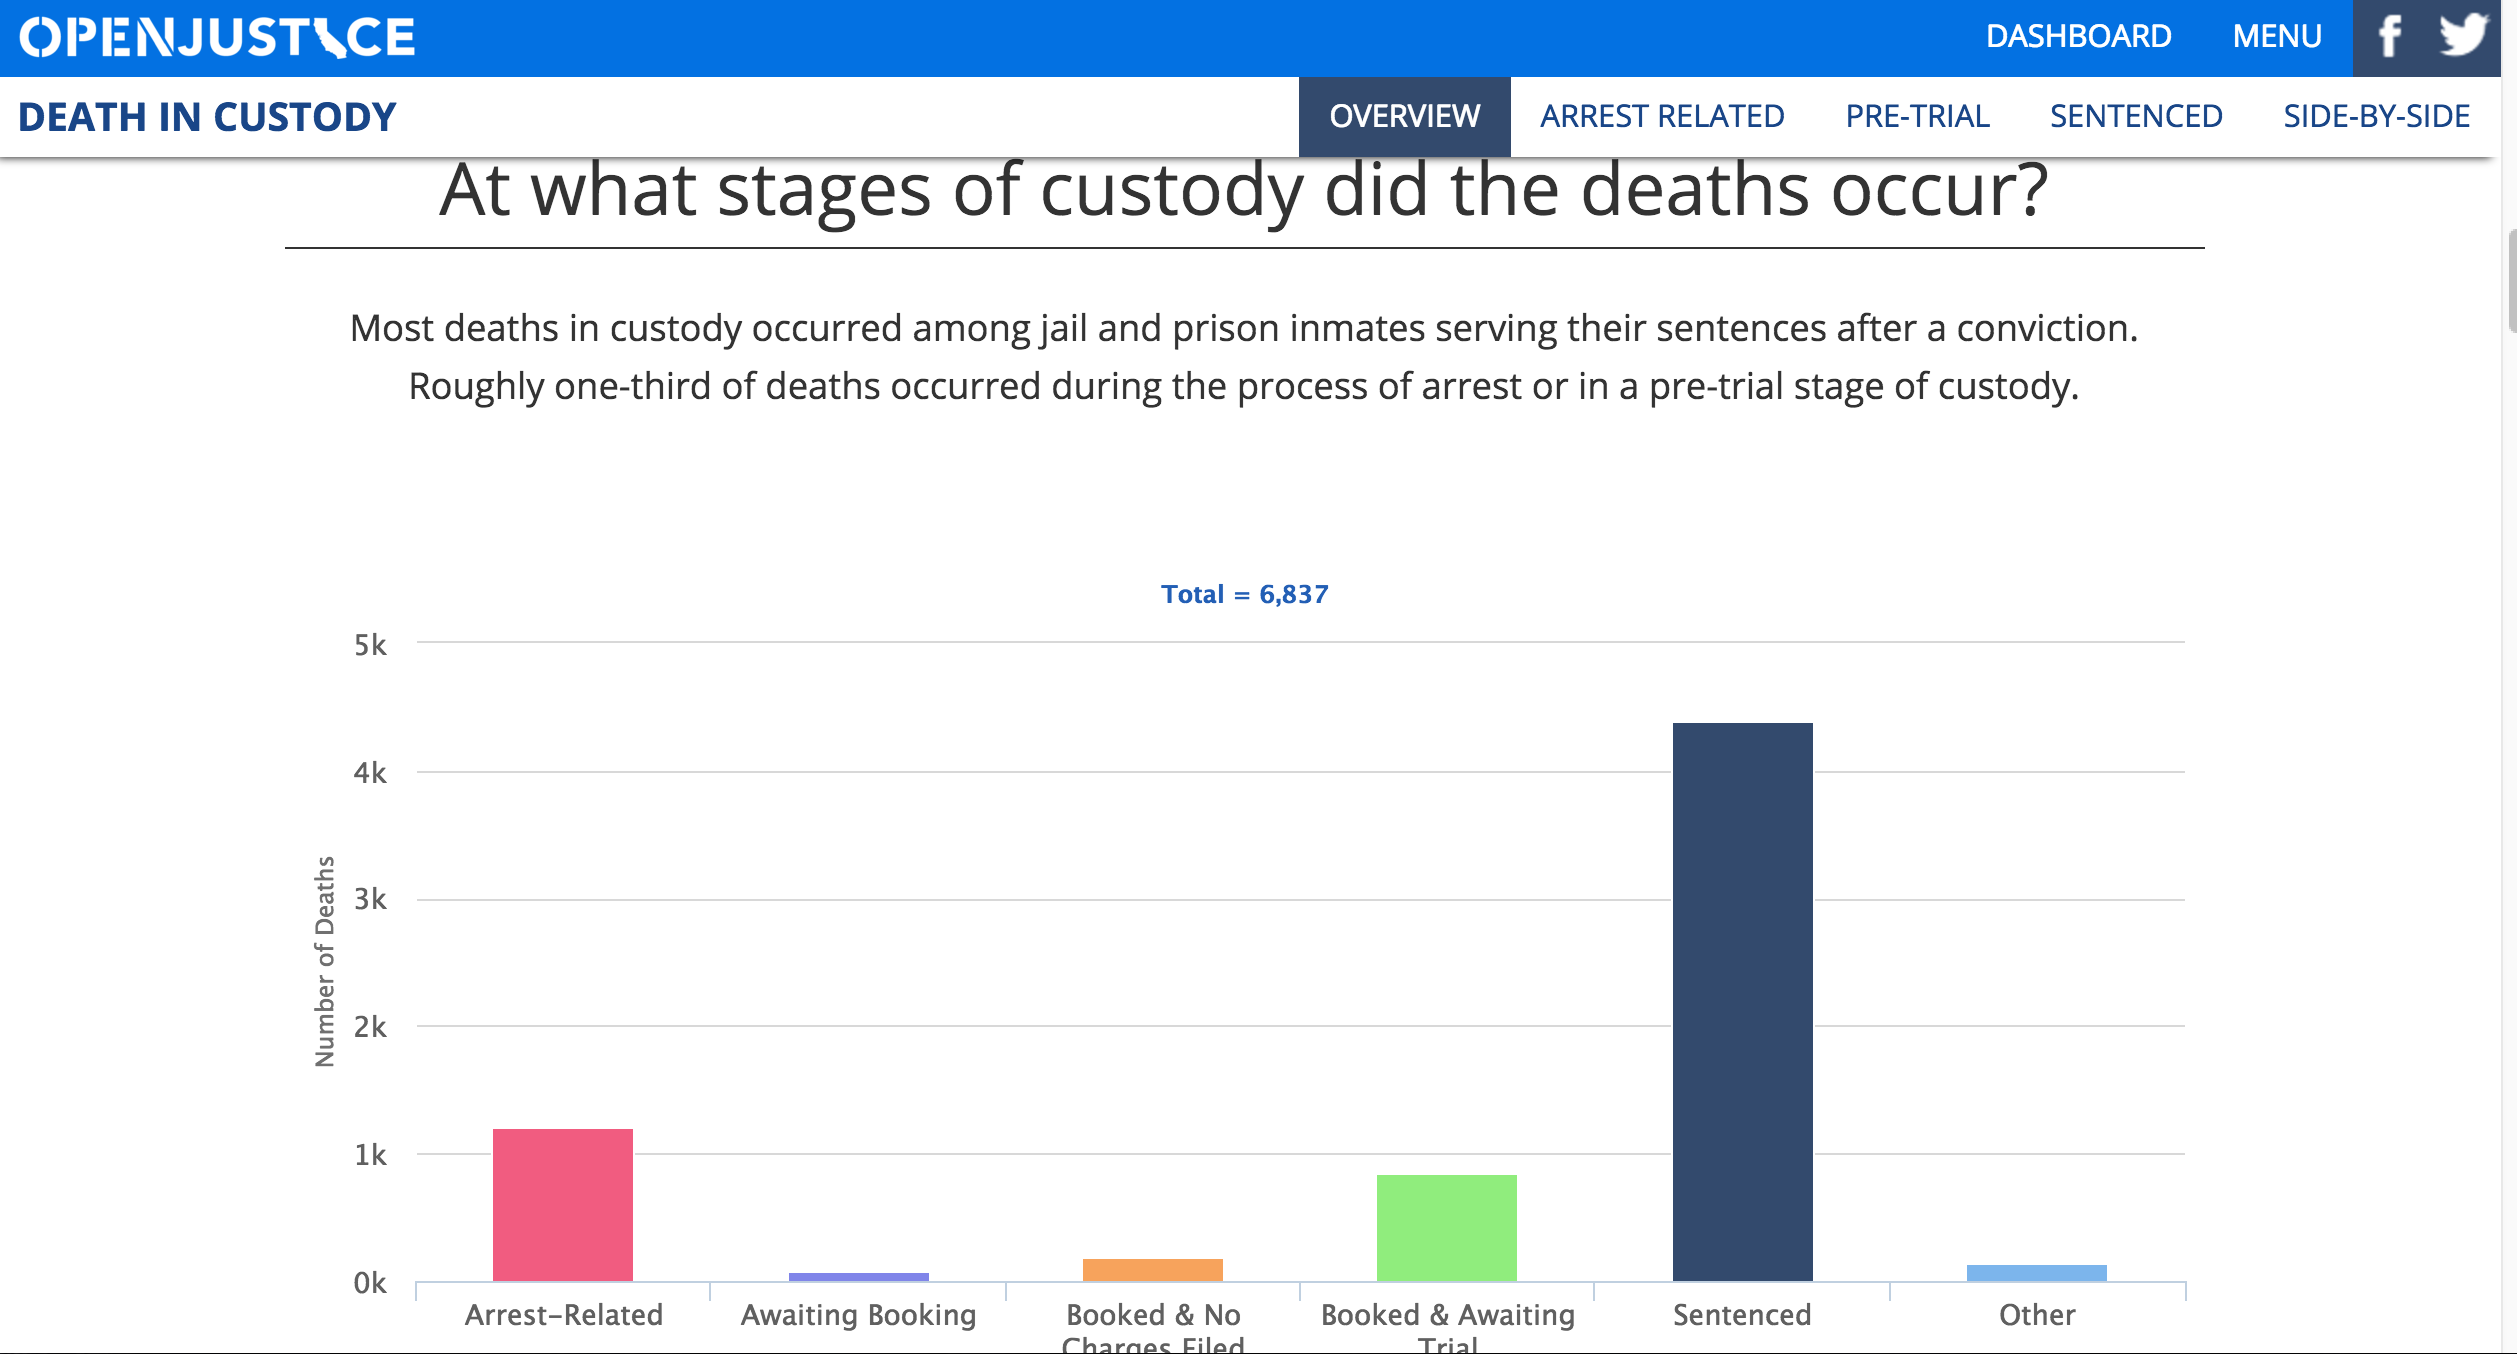 OPENJUSTICE
DASHBOARD
MENU
DEATH IN CUSTODY
OVERVIEW
ARREST RELATED
PRE-TRIAL
SENTENCED
SIDE-BY-SIDE
At what stages of custody did the deaths occur?
Most deaths in custody occurred among jail and prison inmates serving their sentences after a conviction.
Roughly one-third of deaths occurred during the process of arrest or in a pre-trial stage of custody.
Total = 6,837
Number of Deaths
5k
4k
3k
2k
1k
0k
Arrest-Related
Awaiting Booking
Booked & No
Charges Filed
Booked & Awaiting
Trial
Sentenced
Other